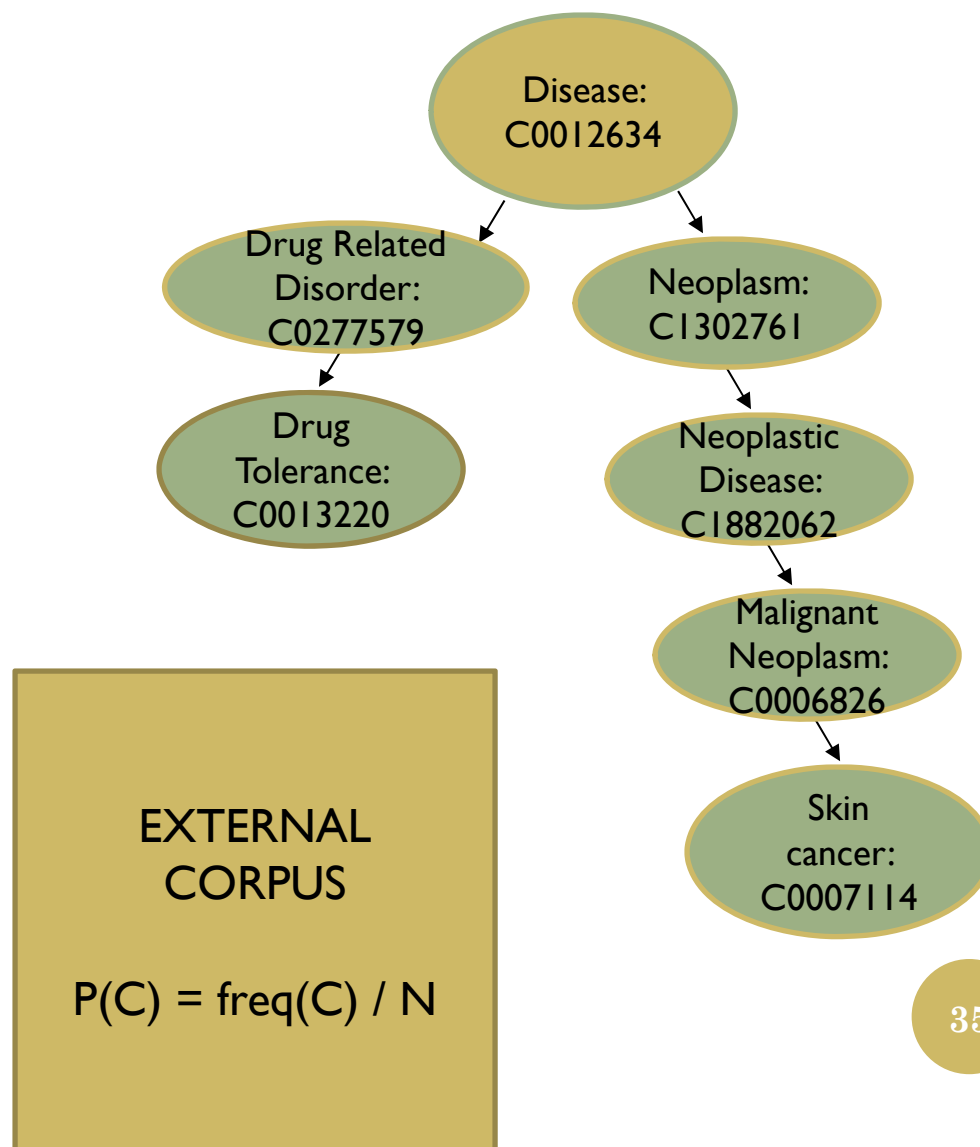 Disease:
C0012634
Drug Related
Disorder:
C0277579
Neoplasm:
C1302761
Drug
Tolerance:
C0013220
Neoplastic
Disease:
C1882062
Malignant
Neoplasm:
C0006826
Skin
cancer:
C0007114
EXTERNAL
CORPUS
P(C) = freq(C) / N
35